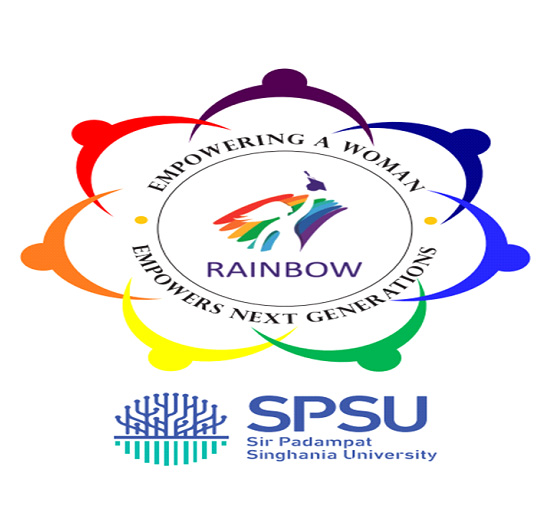 EMPOWERING A WOMAN
RAINBOW
EMPOWERS NEXT GENERATIONS
SPSU
Sir Padampat
Singhania University